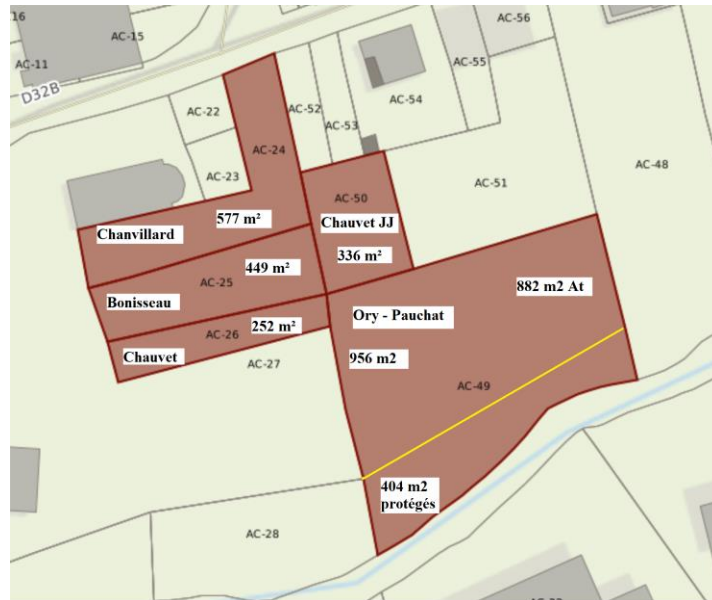 16
AC-15
AC-11
D32B
AC-56
AC-55
AC-54
AC-22
AC-52
AC-53
AC-24
AC-23
AC-48
AC-51
AC-50
577 m²
Chauvet JJ
Chanvillard
336 m²
449 m²
AC-25
Bonisseau
882 m2 At
Ory - Pauchat
252 m²
AC-26
Chauvet
956 m2
AC-27
AC-49
404 m2
protégés
AC-28